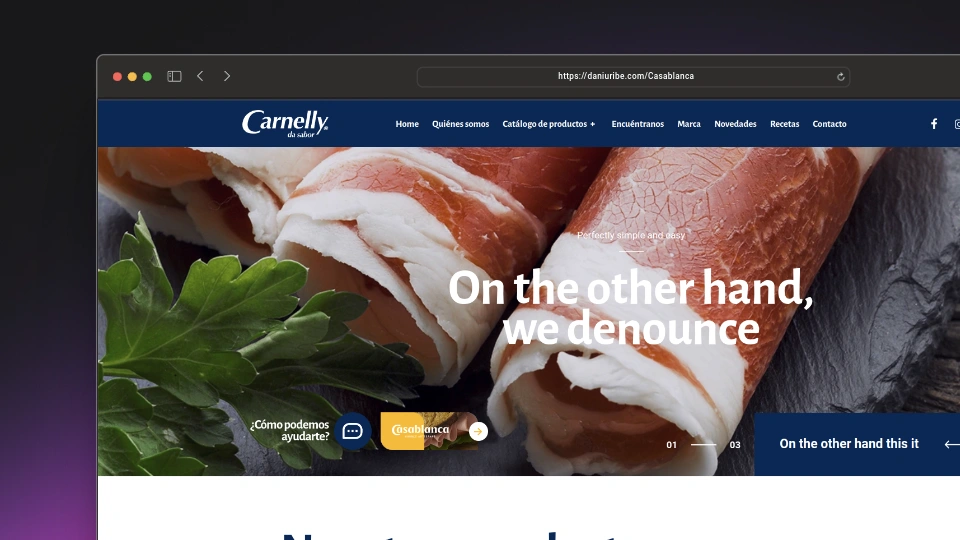 https://daniuribe.com/Casablanca
Carnelly
da sabor
Home Quiénes somos Catálogo de productos + Encuéntranos Marca Novedades Recetas Contacto
Perfectly simple and easy
On the other hand,
we denounce
¿Cómo podemos
ayudarte?
Casablanca
01 03
On the other hand this it